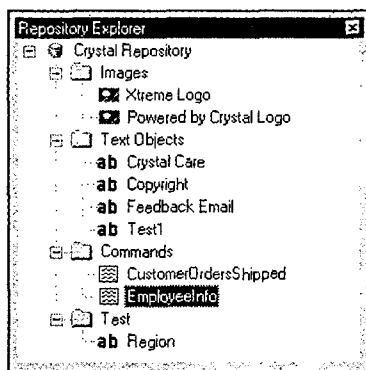 Repository Explorer
Crystal Repository
Images
Xtreme Logo
Powered by Crystal Logo
Text Objects
ab Crystal Care
ab Copyright
ab Feedback Email
ab Test1
Commands
CustomerOrdersShipped
EmployeeInfo
Test
ab Region